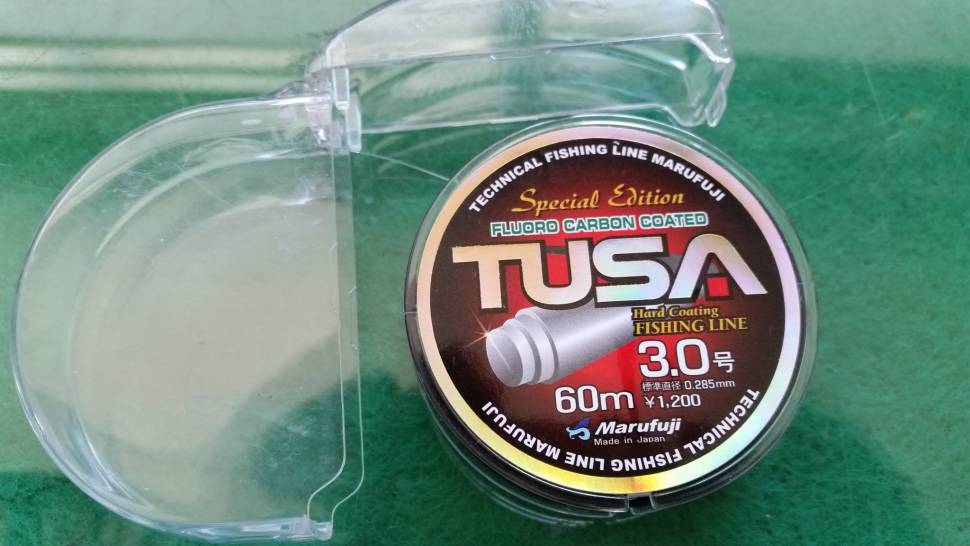 TECHNICAL FISHING LINE MARUFUJI
Special Edition
FLUORO CARBON COATED
TUSA
Hard Coating
FISHING LINE
3.0号
標準直径 0.285mm
60m ¥1,200
Marufuji
Made in Japan
TECHNICAL FISHING LINE MARUFUJI